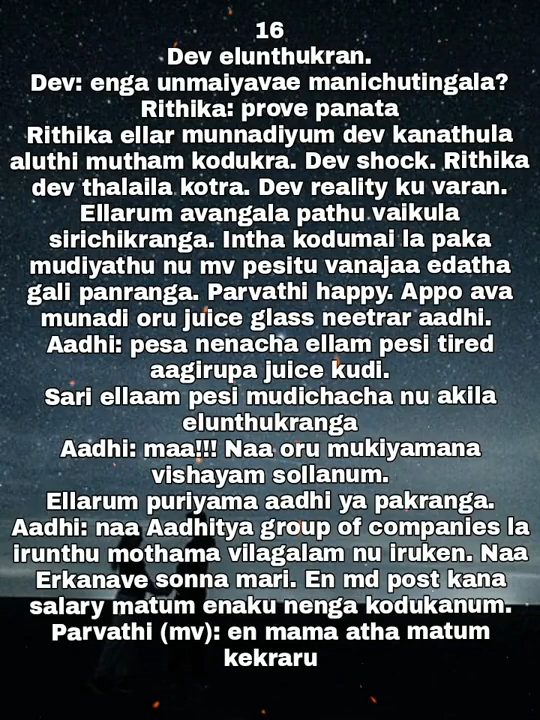 16
Dev elunthukran.
Dev: enga unmaiyavae manichutingala?
Rithika: prove panata
Rithika ellar munnadiyum dev kanathula
aluthi mutham kodukra. Dev shock. Rithika
dev thalaila kotra. Dev reality ku varan.
Ellarum avangala pathu vaikula
sirichikranga. Intha kodumai la paka
mudiyathu nu mv pesitu vanajaa edatha
gali panranga. Parvathi happy. Appo ava
munadi oru juice glass neetrar aadhi.
Aadhi: pesa nenacha ellam pesi tired
aagirupa juice kudi.
Sari ellaam pesi mudichacha nu akila
elunthukranga
Aadhi: maa!!! Naa oru mukiyamana
vishayam sollanum.
Ellarum puriyama aadhi ya pakranga.
Aadhi: naa Aadhitya group of companies la
irunthu mothama vilagalam nu iruken. Naa
Erkanave sonna mari. En md post kana
salary matum enaku nenga kodukanum.
Parvathi (mv): en mama atha matum
kekraru